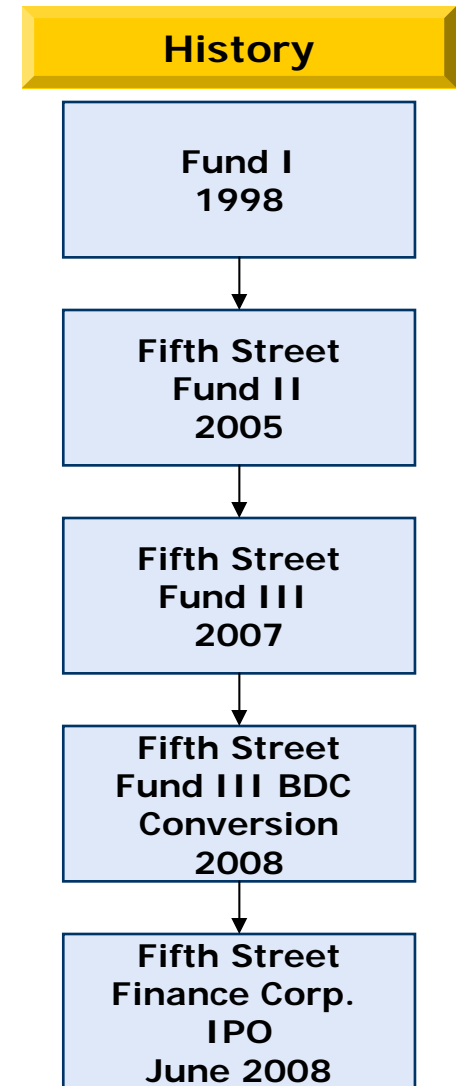 History
Fund I
1998
Fifth Street
Fund II
2005
Fifth Street
Fund III
2007
Fifth Street
Fund III BDC
Conversion
2008
Fifth Street
Finance Corp.
IPO
June 2008